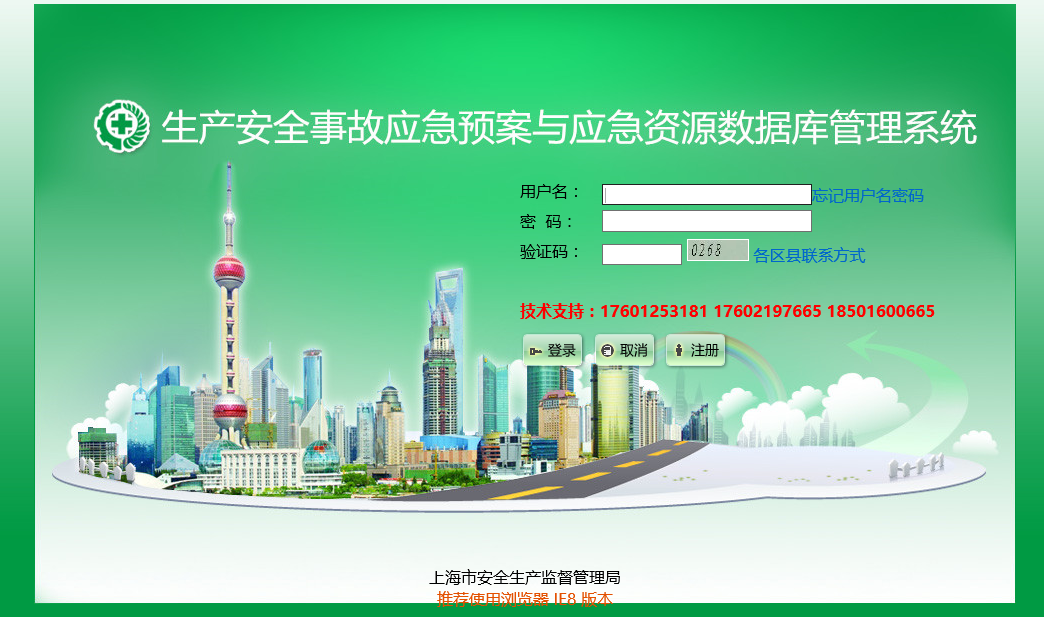 生产安全事故应急预案与应急资源数据库管理系统
用户名： 忘记用户名密码
密 码：
验证码： 0268 各区县联系方式
技术支持：17601253181 17602197665 18501600665
登录 取消 注册
上海市安全生产监督管理局
推荐使用浏览器 IE8 版本